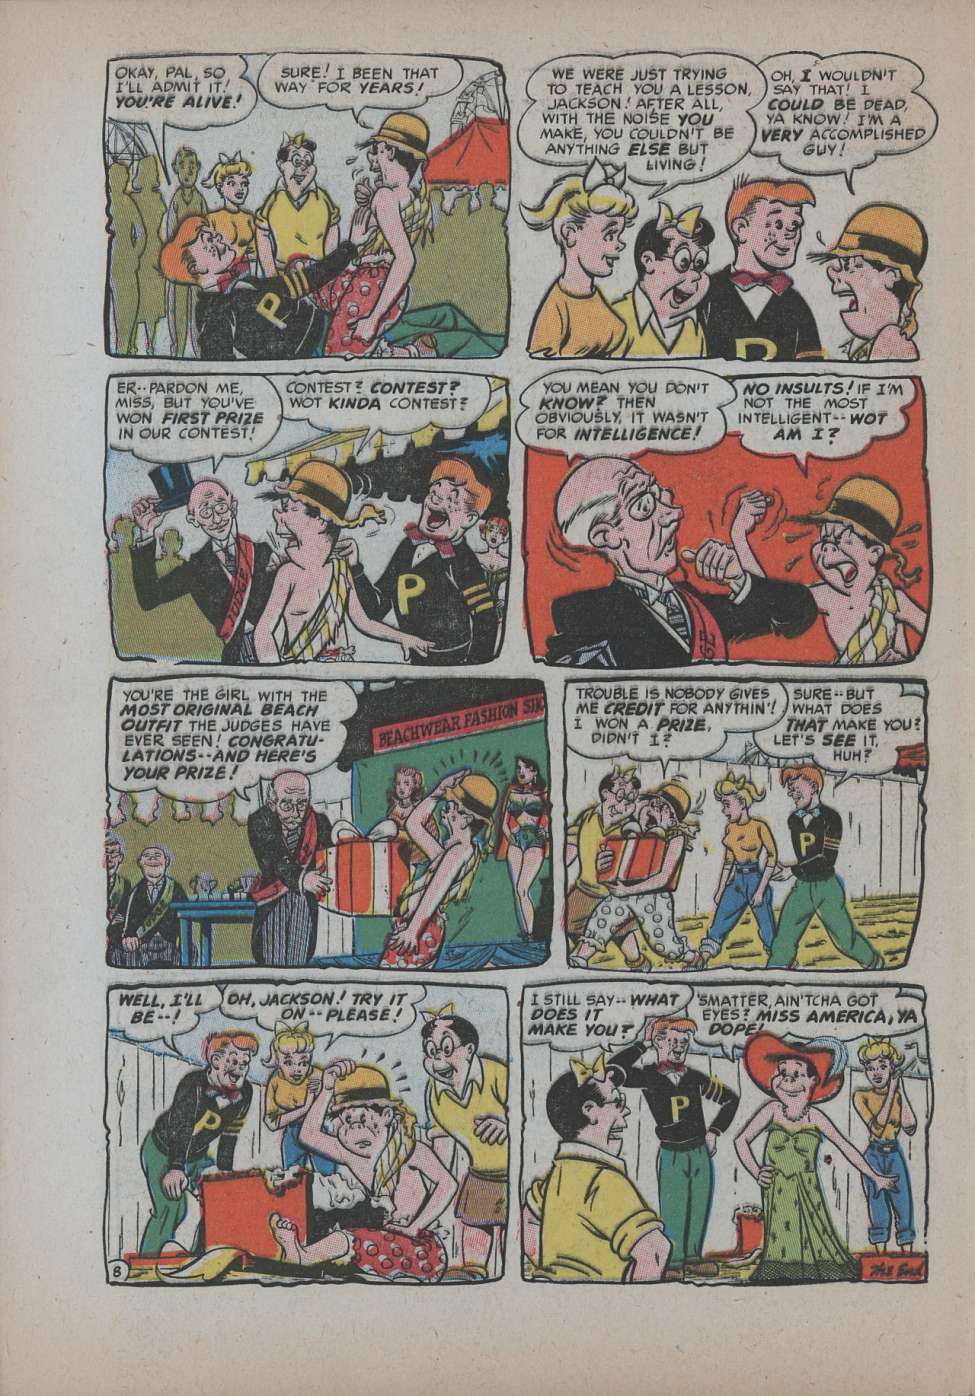 OKAY, PAL, SO
I'LL ADMIT IT!
YOU'RE ALIVE!
SURE! I BEEN THAT
WAY FOR YEARS!
P
WE WERE JUST TRYING
TO TEACH YOU A LESSON,
JACKSON! AFTER ALL,
WITH THE NOISE YOU
MAKE, YOU COULDN'T BE
ANYTHING ELSE BUT
LIVING!
OH, I WOULDN'T
SAY THAT! I
COULD BE DEAD,
YA KNOW! I'M A
VERY ACCOMPLISHED
GUY!
P
ER--PARDON ME,
MISS, BUT YOU'VE
WON FIRST PRIZE
IN OUR CONTEST!
CONTEST? CONTEST?
WOT KINDA CONTEST?
JUDGE
P
YOU MEAN YOU DON'T
KNOW? THEN
OBVIOUSLY, IT WASN'T
FOR INTELLIGENCE!
NO INSULTS! IF I'M
NOT THE MOST
INTELLIGENT--WOT
AM I?
GE
YOU'RE THE GIRL WITH THE
MOST ORIGINAL BEACH
OUTFIT THE JUDGES HAVE
EVER SEEN! CONGRATU-
LATIONS--AND HERE'S
YOUR PRIZE!
BEACHWEAR FASHION SHO
TROUBLE IS NOBODY GIVES
ME CREDIT FOR ANYTHIN'!
I WON A PRIZE,
DIDN'T I?
SURE--BUT
WHAT DOES
THAT MAKE YOU?
LET'S SEE IT,
HUH?
P
WELL, I'LL
BE--!
OH, JACKSON! TRY IT
ON--PLEASE!
P
8
I STILL SAY--WHAT
DOES IT
MAKE YOU?
'SMATTER, AIN'TCHA GOT
EYES? MISS AMERICA, YA
DOPE!
P
The End